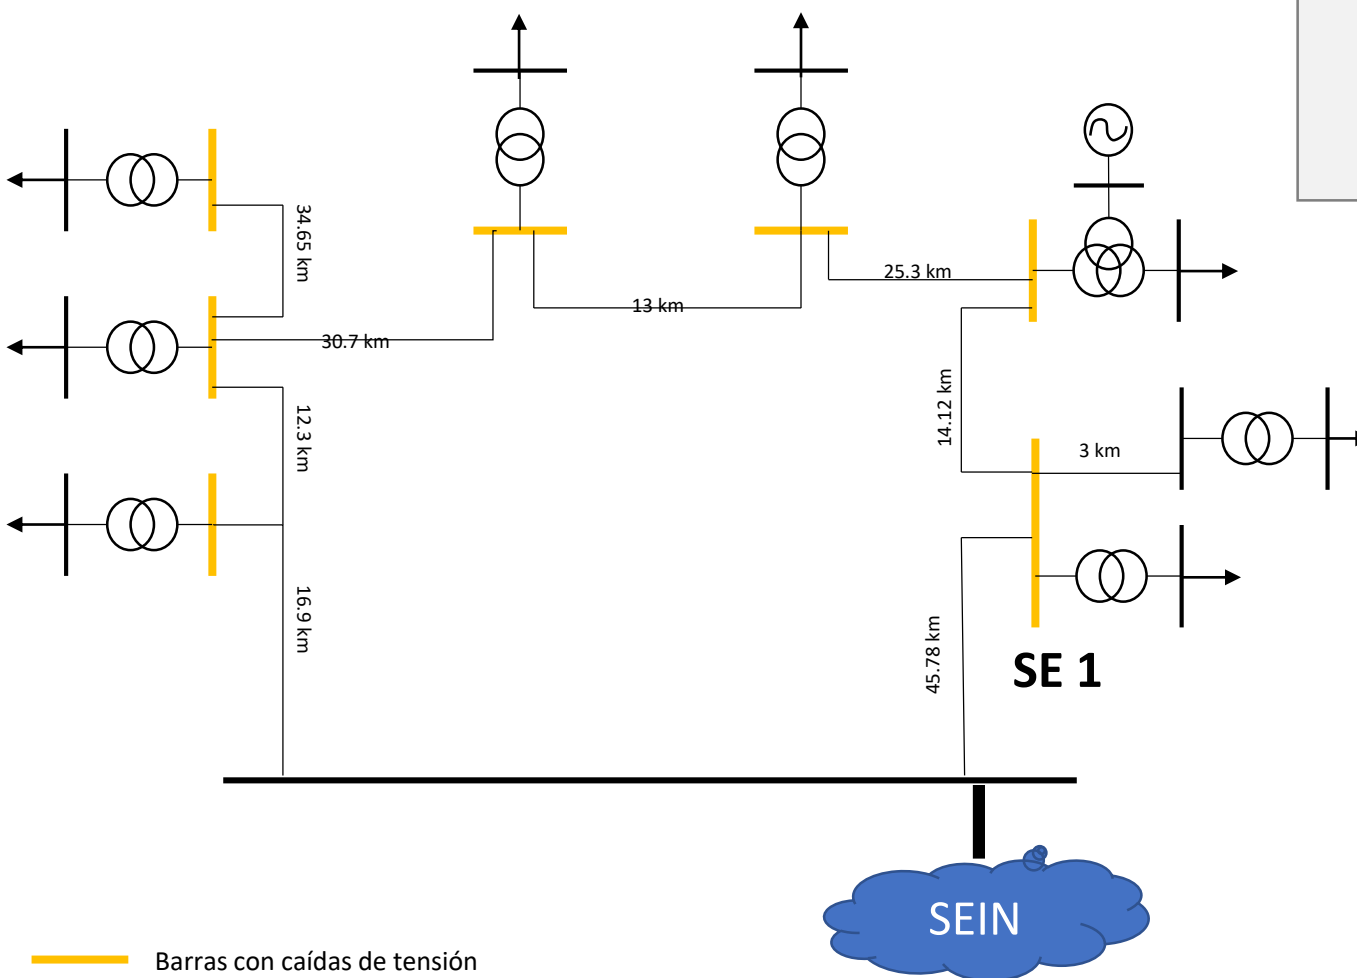 34.65 km
25.3 km
13 km
30.7 km
14.12 km
12.3 km
3 km
16.9 km
45.78 km
SE 1
SEIN
Barras con caídas de tensión